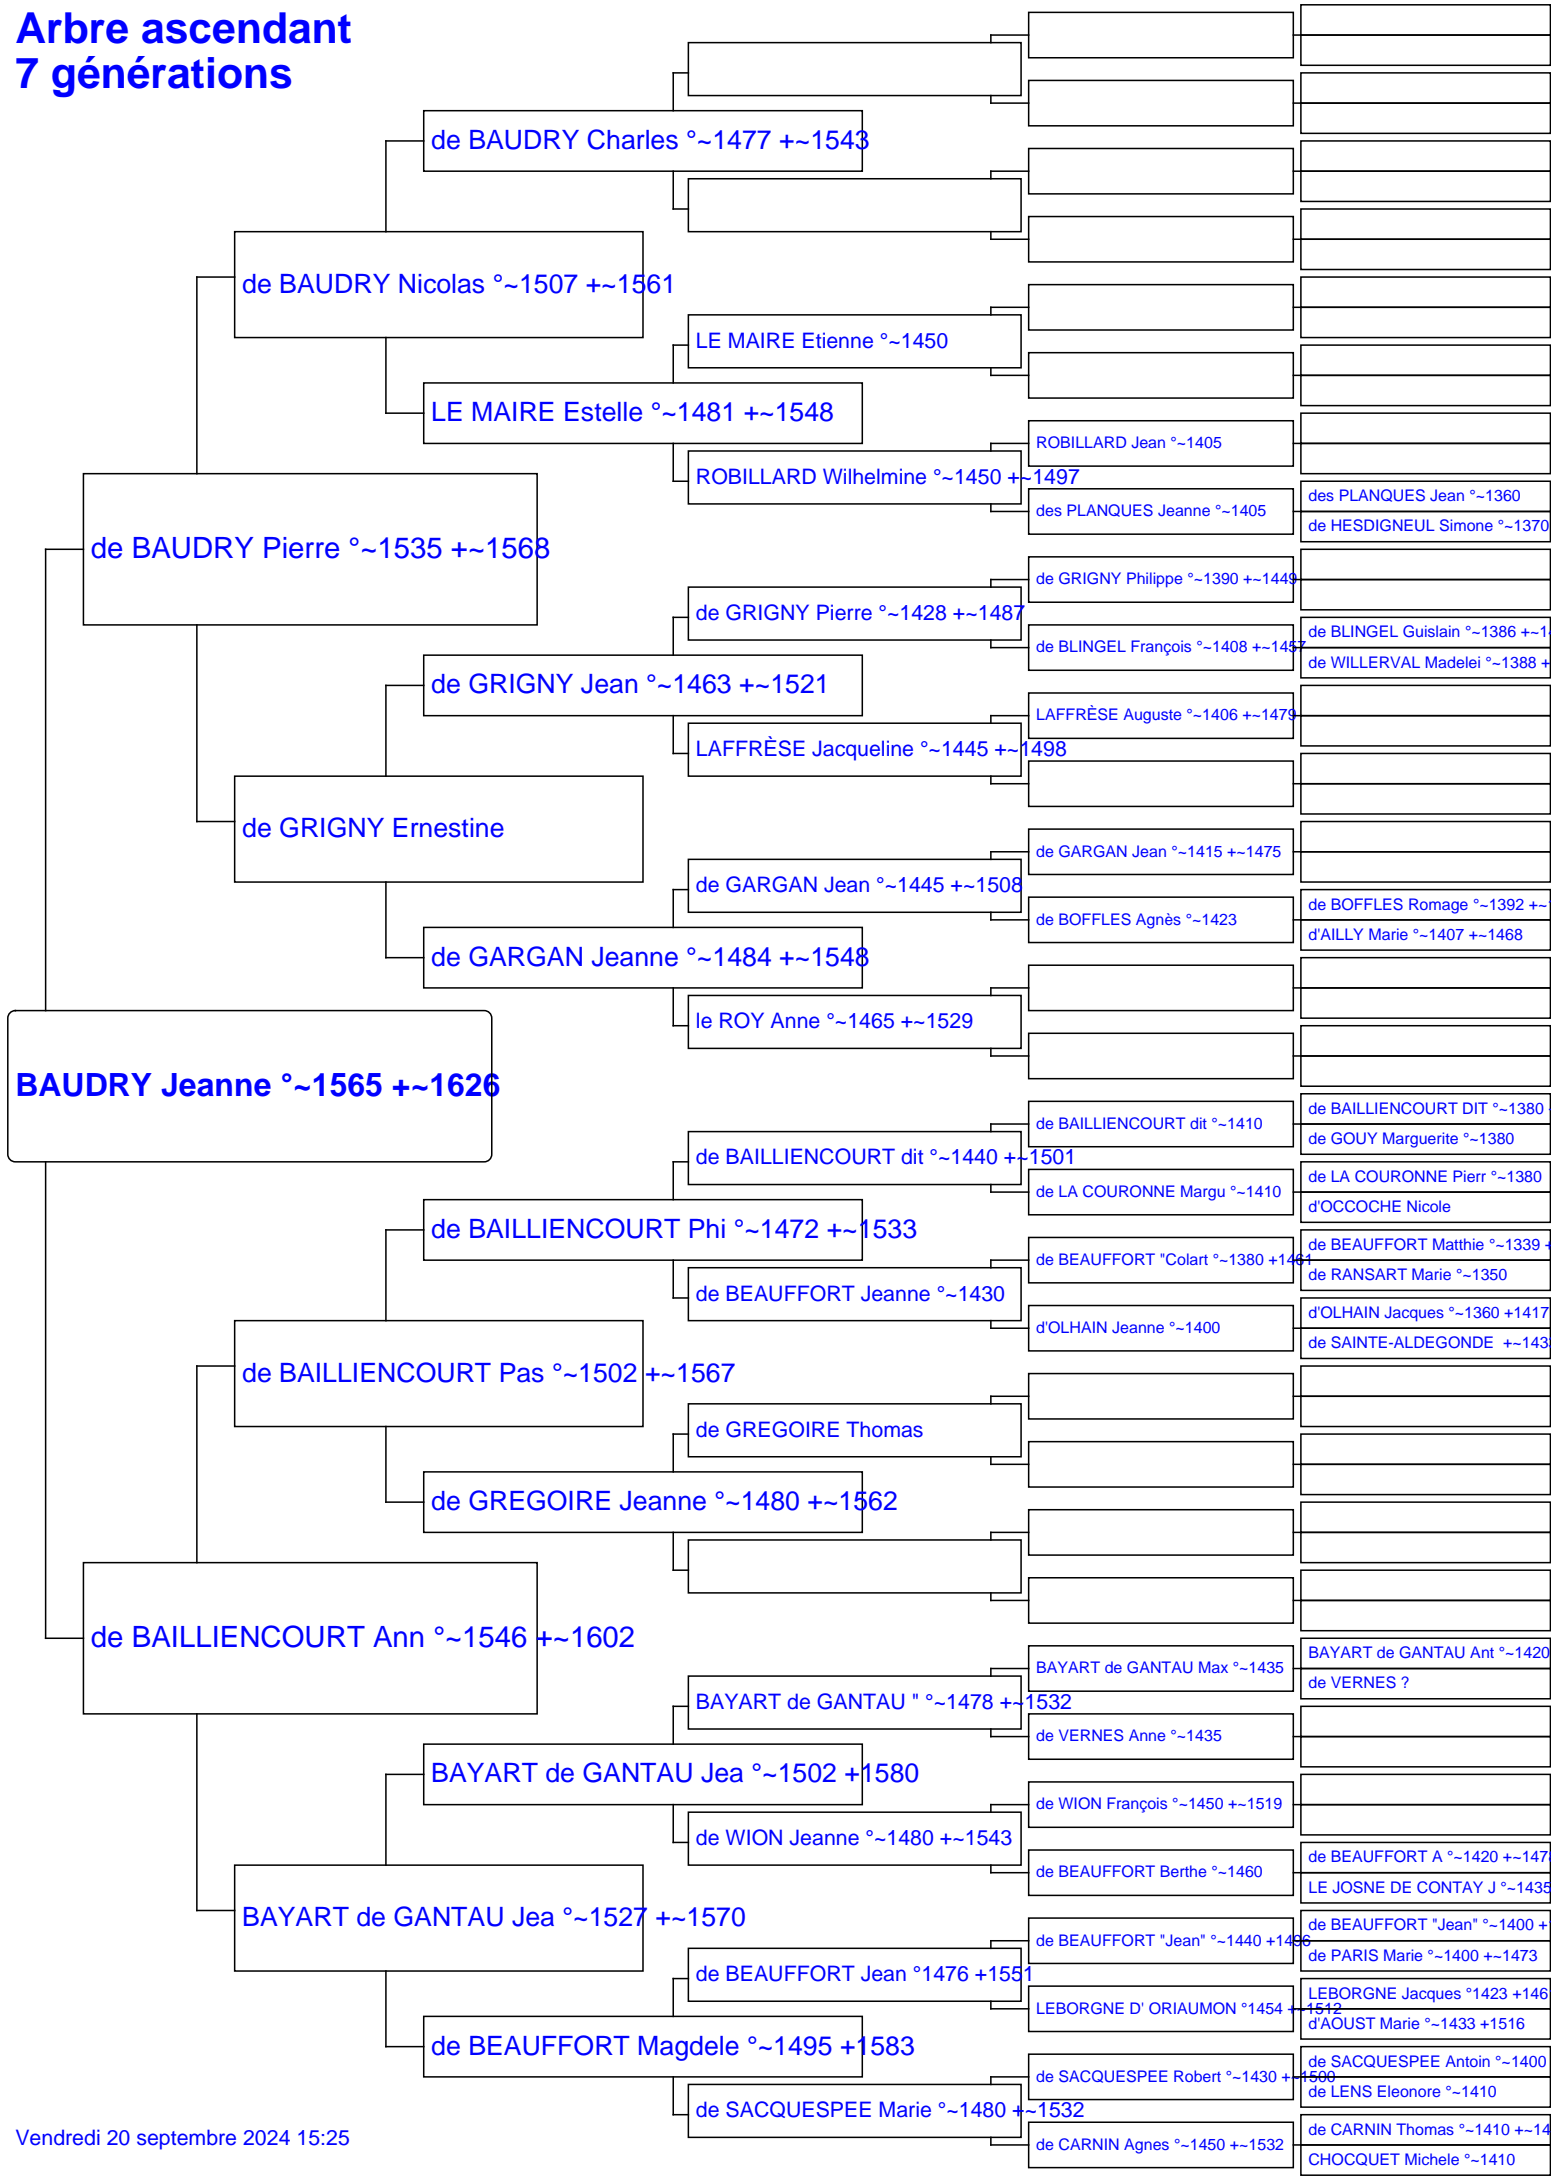 Arbre ascendant
7 générations
de BAUDRY Charles °~1477 +~1543
de BAUDRY Nicolas °~1507 +~1561
LE MAIRE Etienne °~1450
LE MAIRE Estelle °~1481 +~1548
ROBILLARD Jean °~1405
ROBILLARD Wilhelmine °~1450 +~1497
des PLANQUES Jean °~1360
des PLANQUES Jeanne °~1405
de HESDIGNEUL Simone °~1370
de BAUDRY Pierre °~1535 +~1568
de GRIGNY Philippe °~1390 +~1449
de GRIGNY Pierre °~1428 +~1487
de BLINGEL Guislain °~1386 +~1
de BLINGEL François °~1408 +~1457
de WILLERVAL Madelei °~1388 +
de GRIGNY Jean °~1463 +~1521
LAFFRÈSE Auguste °~1406 +~1479
LAFFRÈSE Jacqueline °~1445 +~1498
de GRIGNY Ernestine
de GARGAN Jean °~1415 +~1475
de GARGAN Jean °~1445 +~1508
de BOFFLES Romage °~1392 +~
de BOFFLES Agnès °~1423
d'AILLY Marie °~1407 +~1468
de GARGAN Jeanne °~1484 +~1548
le ROY Anne °~1465 +~1529
BAUDRY Jeanne °~1565 +~1626
de BAILLIENCOURT DIT °~1380
de BAILLIENCOURT dit °~1410
de GOUY Marguerite °~1380
de BAILLIENCOURT dit °~1440 +~1501
de LA COURONNE Pierr °~1380
de LA COURONNE Margu °~1410
d'OCCOCHE Nicole
de BAILLIENCOURT Phi °~1472 +~1533
de BEAUFFORT Matthie °~1339 +
de BEAUFFORT "Colart °~1380 +1461
de RANSART Marie °~1350
de BEAUFFORT Jeanne °~1430
d'OLHAIN Jacques °~1360 +1417
d'OLHAIN Jeanne °~1400
de SAINTE-ALDEGONDE  +~143
de BAILLIENCOURT Pas °~1502 +~1567
de GREGOIRE Thomas
de GREGOIRE Jeanne °~1480 +~1562
de BAILLIENCOURT Ann °~1546 +~1602
BAYART de GANTAU Ant °~1420
BAYART de GANTAU Max °~1435
de VERNES ?
BAYART de GANTAU " °~1478 +~1532
de VERNES Anne °~1435
BAYART de GANTAU Jea °~1502 +1580
de WION François °~1450 +~1519
de WION Jeanne °~1480 +~1543
de BEAUFFORT A °~1420 +~147
de BEAUFFORT Berthe °~1460
LE JOSNE DE CONTAY J °~1435
BAYART de GANTAU Jea °~1527 +~1570
de BEAUFFORT "Jean" °~1400 +
de BEAUFFORT "Jean" °~1440 +1496
de PARIS Marie °~1400 +~1473
de BEAUFFORT Jean °1476 +1551
LEBORGNE Jacques °1423 +146
LEBORGNE D' ORIAUMON °1454 +~1512
d'AOUST Marie °~1433 +1516
de BEAUFFORT Magdele °~1495 +1583
de SACQUESPEE Antoin °~1400
de SACQUESPEE Robert °~1430 +~1500
de LENS Eleonore °~1410
de SACQUESPEE Marie °~1480 +~1532
de CARNIN Thomas °~1410 +~14
de CARNIN Agnes °~1450 +~1532
CHOCQUET Michele °~1410
Vendredi 20 septembre 2024 15:25